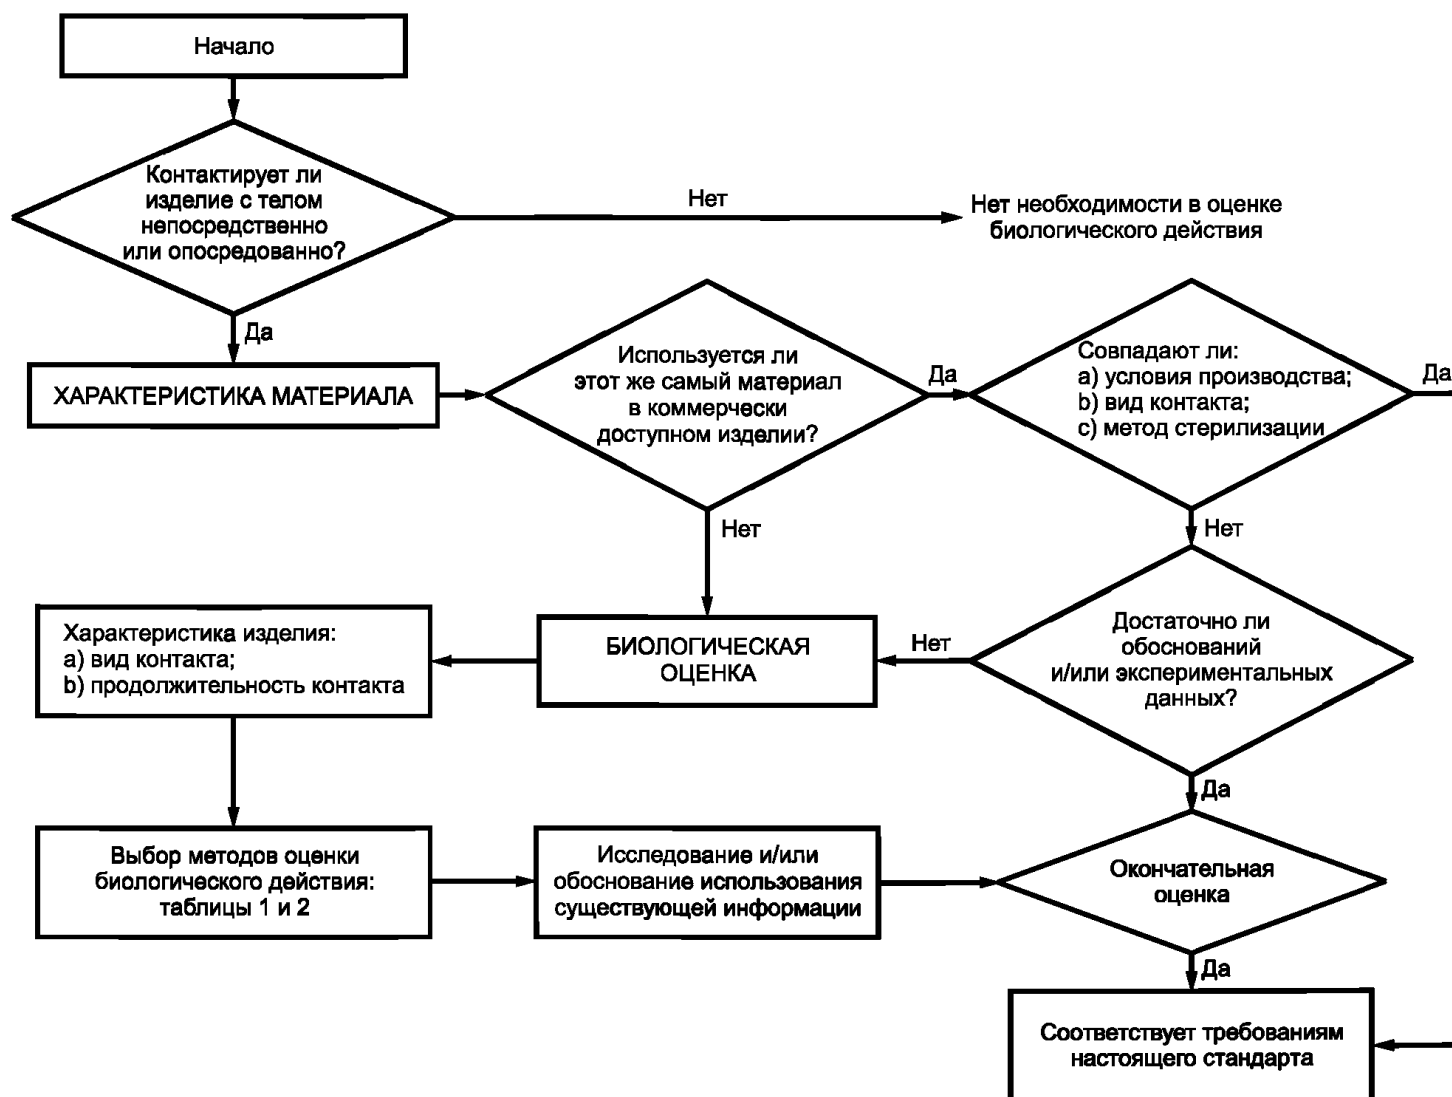 Начало
Контактирует ли
изделие с телом
непосредственно
или опосредованно?
Нет
Нет необходимости в оценке
биологического действия
Да
ХАРАКТЕРИСТИКА МАТЕРИАЛА
Используется ли
этот же самый материал
в коммерчески
доступном изделии?
Да
Совпадают ли:
a) условия производства;
b) вид контакта;
c) метод стерилизации
Да
Нет
Нет
Достаточно ли
обоснований
и/или экспериментальных
данных?
Нет
БИОЛОГИЧЕСКАЯ
ОЦЕНКА
Характеристика изделия:
a) вид контакта;
b) продолжительность контакта
Да
Выбор методов оценки
биологического действия:
таблицы 1 и 2
Исследование и/или
обоснование использования
существующей информации
Окончательная
оценка
Да
Соответствует требованиям
настоящего стандарта